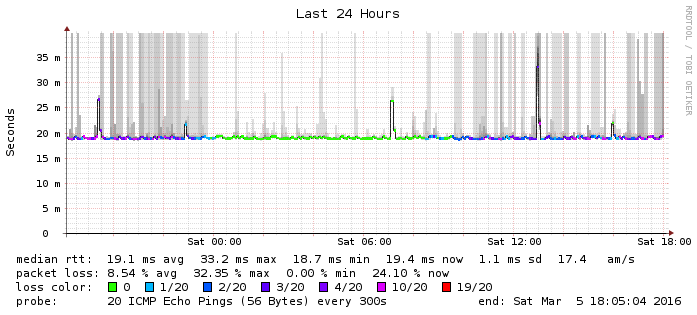 Last 24 Hours
RRDTOOL / TOBI OETIKER
Seconds
35 m
30 m
25 m
20 m
15 m
10 m
5 m
0
Sat 00:00 Sat 06:00 Sat 12:00 Sat 18:00
median rtt: 19.1 ms avg 33.2 ms max 18.7 ms min 19.4 ms now 1.1 ms sd 17.4 am/s
packet loss: 8.54 % avg 32.35 % max 0.00 % min 24.10 % now
loss color: 0 1/20 2/20 3/20 4/20 10/20 19/20
probe: 20 ICMP Echo Pings (56 Bytes) every 300s end: Sat Mar 5 18:05:04 2016